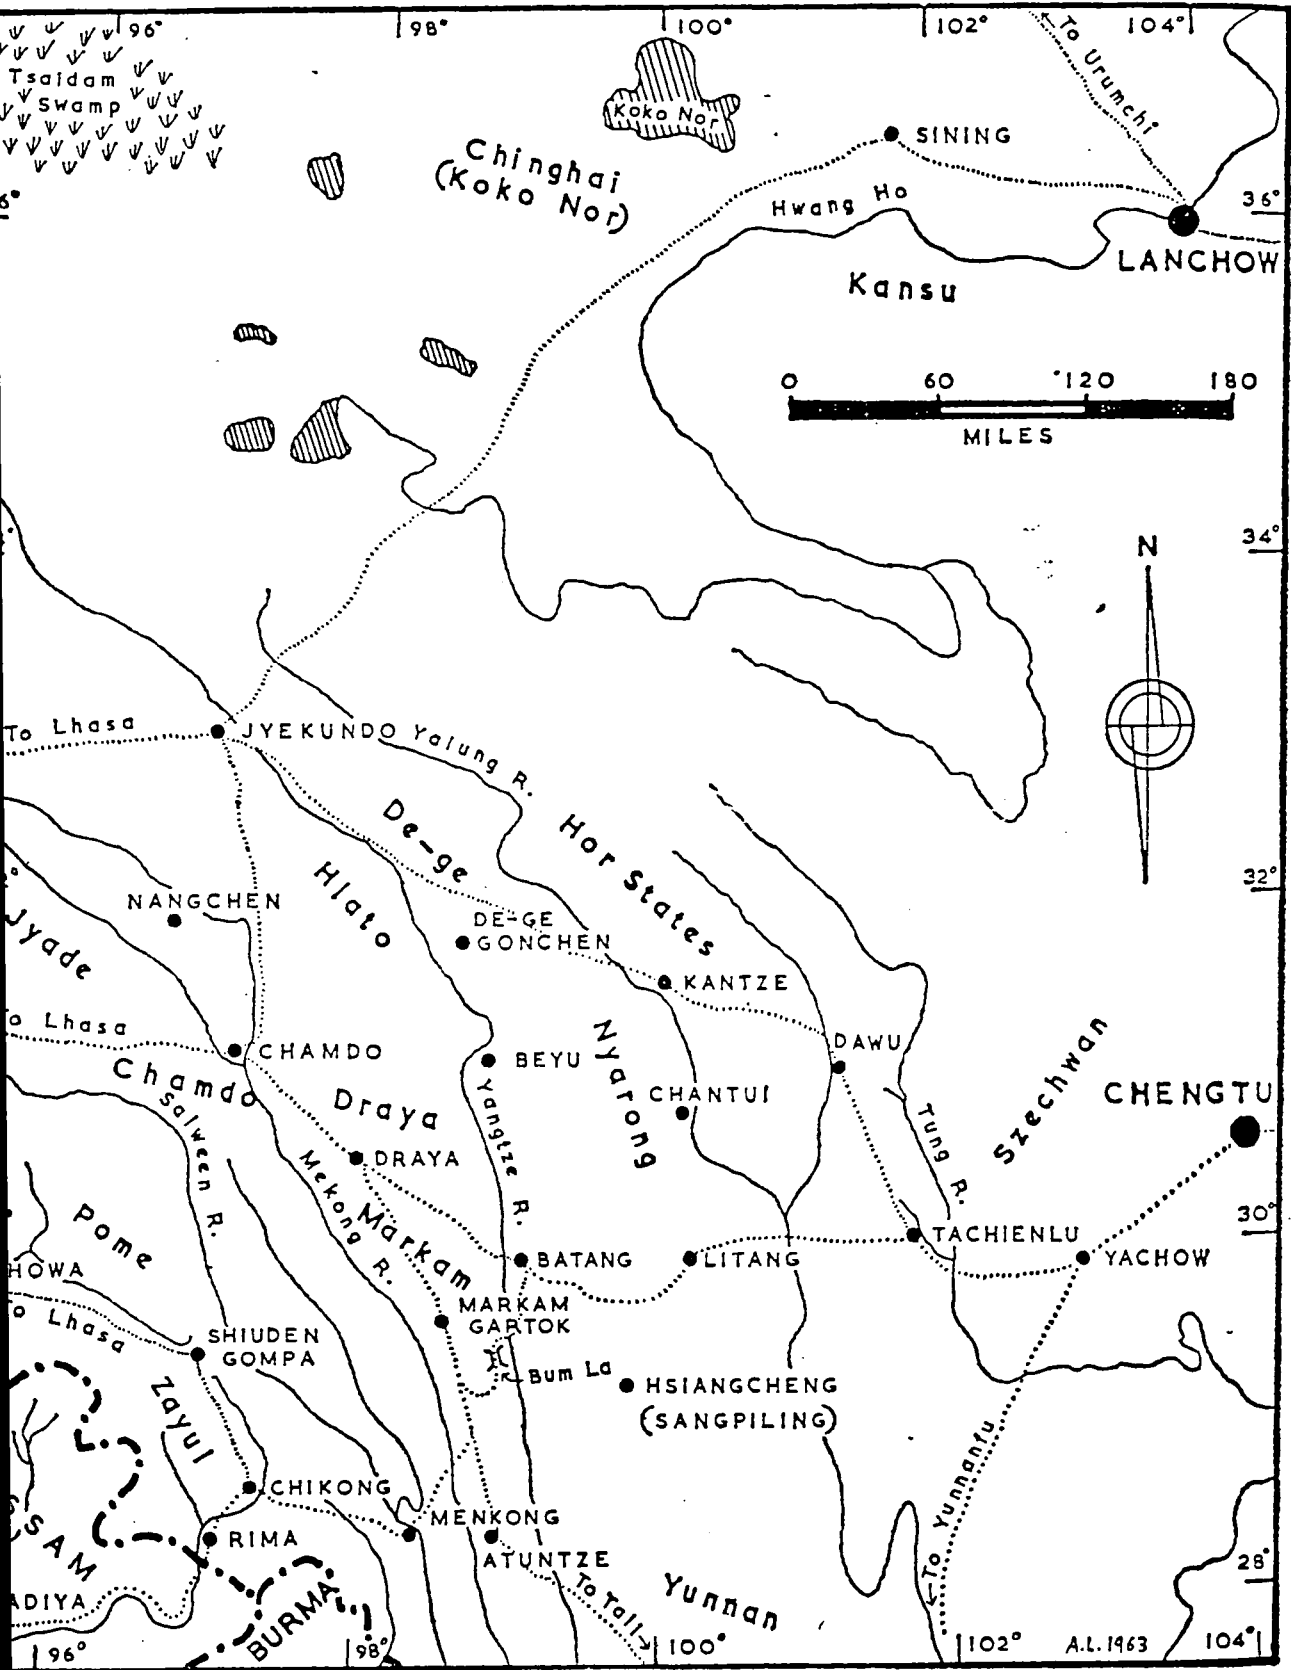 96°
98°
100°
102°
104°
To Urumchi
Tsaidam
Swamp
Koko Nor
SINING
Chinghai
(Koko Nor)
6°
36°
Hwang Ho
LANCHOW
Kansu
0 60 120 180
MILES
N
34°
To Lhasa
JYEKUNDO
Yalung R.
De-ge
Hor States
32°
Hlato
NANGCHEN
Jyade
DE-GE
GONCHEN
KANTZE
o Lhasa
CHAMDO
BEYU
Nyarong
DAWU
Szechwan
Chamdo
Draya
CHANTUI
CHENGTU
Salween R.
Yangtze R.
Tung R.
DRAYA
Mekong R.
Markam
Pome
30°
BATANG
LITANG
TACHIENLU
YACHOW
HOWA
o Lhasa
MARKAM
GARTOK
SHIUDEN
GOMPA
Bum La
HSIANGCHENG
(SANGPILING)
Zayul
CHIKONG
To Yunnanfu
SSAM
RIMA
MENKONG
ATUNTZE
28°
ADIYA
BURMA
To Tali
Yunnan
96°
98°
100°
102°
A.L. 1963
104°